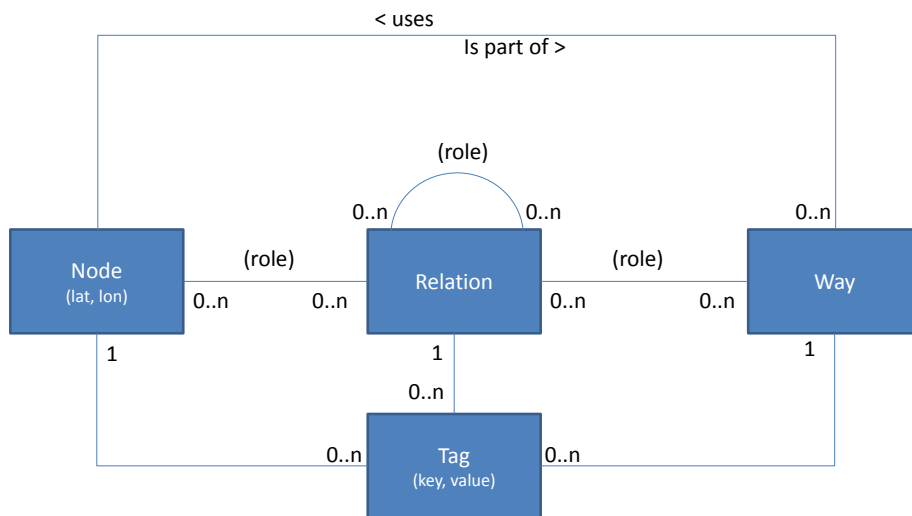 < uses
Is part of >
(role)
0..n
0..n
0..n
Node
(lat, lon)
(role)
0..n
0..n
Relation
(role)
0..n
0..n
Way
1
1
1
0..n
0..n
0..n
Tag
(key, value)